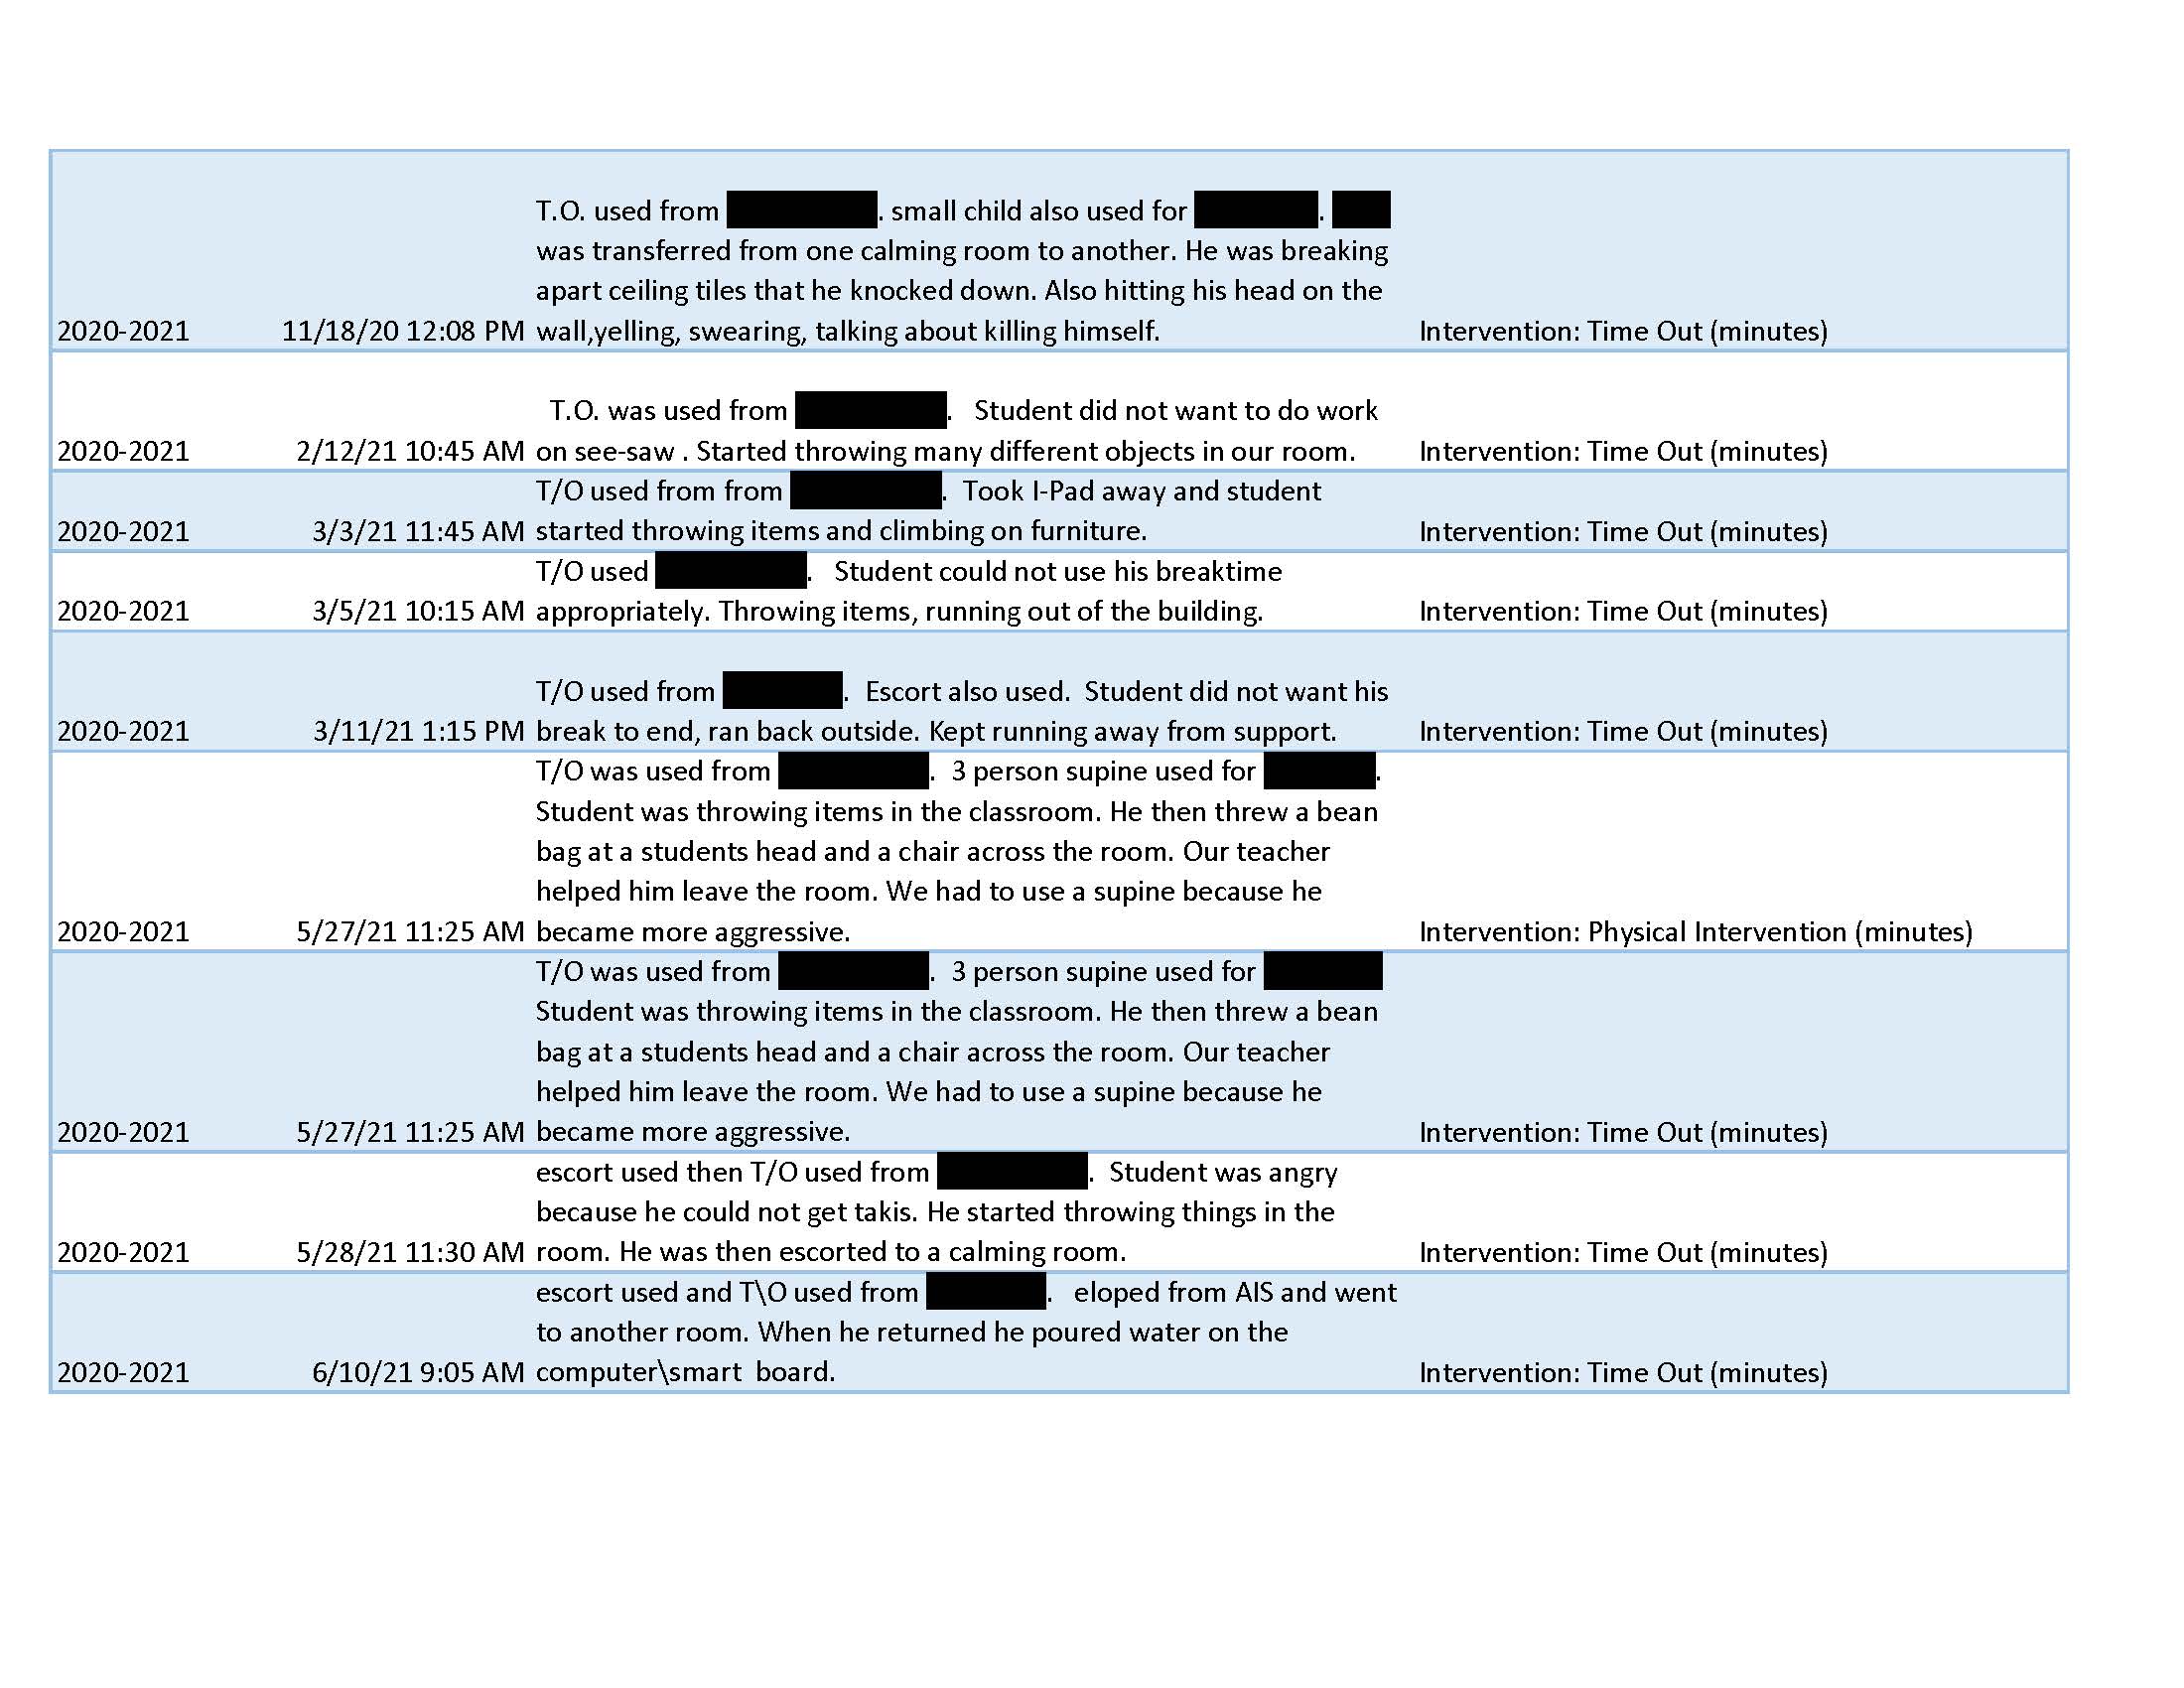 T.O. used from . small child also used for .
was transferred from one calming room to another. He was breaking
apart ceiling tiles that he knocked down. Also hitting his head on the
2020-2021 11/18/20 12:08 PM wall,yelling, swearing, talking about killing himself. Intervention: Time Out (minutes)
T.O. was used from . Student did not want to do work
2020-2021 2/12/21 10:45 AM on see-saw . Started throwing many different objects in our room. Intervention: Time Out (minutes)
T/O used from from . Took I-Pad away and student
2020-2021 3/3/21 11:45 AM started throwing items and climbing on furniture. Intervention: Time Out (minutes)
T/O used . Student could not use his breaktime
2020-2021 3/5/21 10:15 AM appropriately. Throwing items, running out of the building. Intervention: Time Out (minutes)
T/O used from . Escort also used. Student did not want his
2020-2021 3/11/21 1:15 PM break to end, ran back outside. Kept running away from support. Intervention: Time Out (minutes)
T/O was used from . 3 person supine used for .
Student was throwing items in the classroom. He then threw a bean
bag at a students head and a chair across the room. Our teacher
helped him leave the room. We had to use a supine because he
2020-2021 5/27/21 11:25 AM became more aggressive. Intervention: Physical Intervention (minutes)
T/O was used from . 3 person supine used for
Student was throwing items in the classroom. He then threw a bean
bag at a students head and a chair across the room. Our teacher
helped him leave the room. We had to use a supine because he
2020-2021 5/27/21 11:25 AM became more aggressive. Intervention: Time Out (minutes)
escort used then T/O used from . Student was angry
because he could not get takis. He started throwing things in the
2020-2021 5/28/21 11:30 AM room. He was then escorted to a calming room. Intervention: Time Out (minutes)
escort used and T\O used from . eloped from AIS and went
to another room. When he returned he poured water on the
2020-2021 6/10/21 9:05 AM computer\smart board. Intervention: Time Out (minutes)